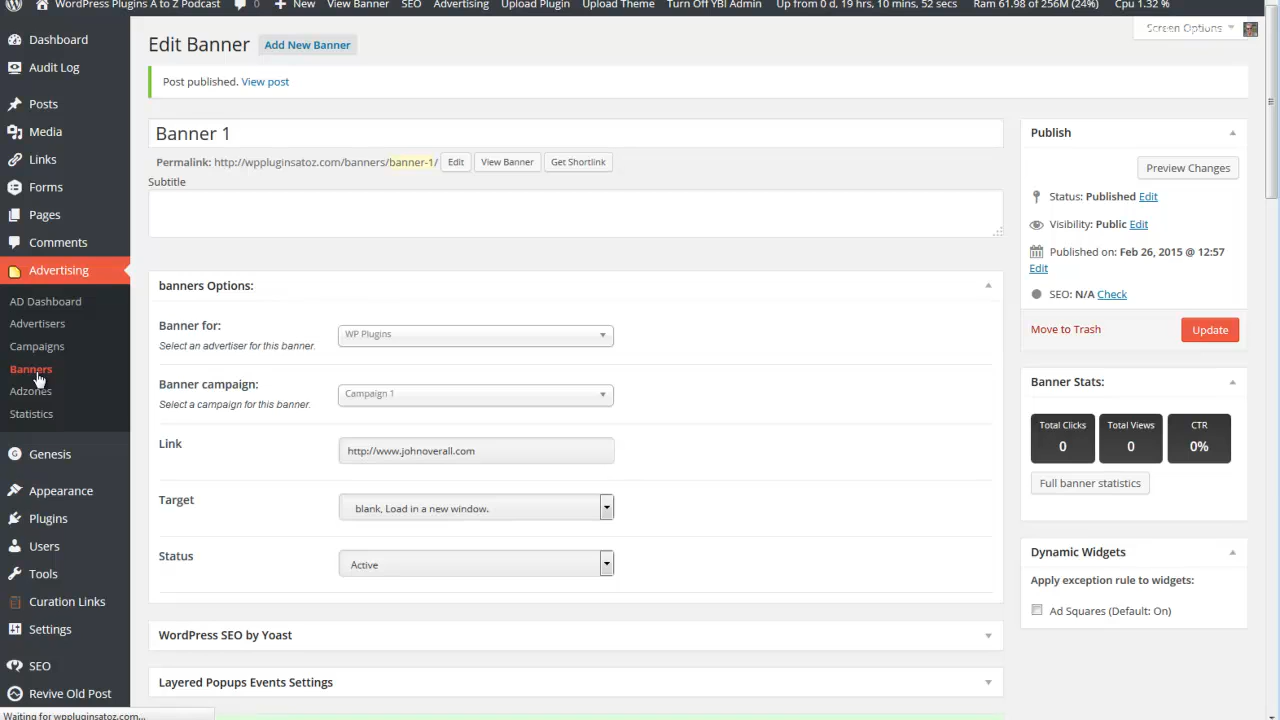 WordPress Plugins A to Z Podcast 0 New View Banner SEO Advertising Upload Plugin Upload Theme Turn Off YBI Admin Up from 0 d, 19 hrs, 10 mins, 52 secs Ram 61.98 of 256M (24%) Cpu 1.32 %
Screen Options
Dashboard
Audit Log
Posts
Media
Links
Forms
Pages
Comments
Advertising
AD Dashboard
Advertisers
Campaigns
Banners
Adzones
Statistics
Genesis
Appearance
Plugins
Users
Tools
Curation Links
Settings
SEO
Revive Old Post
Waiting for wppluginsatoz.com...
Edit Banner Add New Banner
Post published. View post
Banner 1
Permalink: http://wppluginsatoz.com/banners/banner-1/ Edit View Banner Get Shortlink
Subtitle
banners Options:
Banner for:
Select an advertiser for this banner.
WP Plugins
Banner campaign:
Select a campaign for this banner.
Campaign 1
Link
http://www.johnoverall.com
Target
blank, Load in a new window.
Status
Active
WordPress SEO by Yoast
Layered Popups Events Settings
Publish
Preview Changes
Status: Published Edit
Visibility: Public Edit
Published on: Feb 26, 2015 @ 12:57
Edit
SEO: N/A Check
Move to Trash Update
Banner Stats:
Total Clicks Total Views CTR
0 0 0%
Full banner statistics
Dynamic Widgets
Apply exception rule to widgets:
Ad Squares (Default: On)